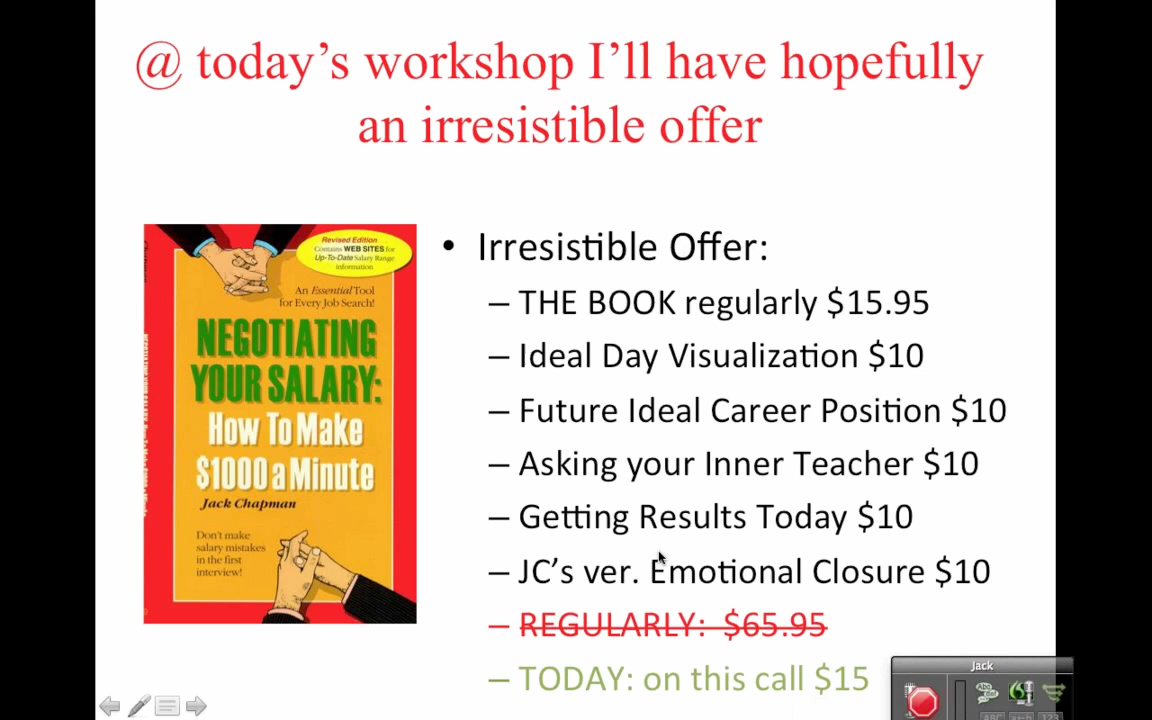 @ today’s workshop I’ll have hopefully
an irresistible offer
Revised Edition
Contains WEB SITES for
Up-To-Date Salary Range
information
An Essential Tool
for Every Job Search!
NEGOTIATING
YOUR SALARY:
How To Make
$1000 a Minute
Jack Chapman
Don't make
salary mistakes
in the first
interview!
• Irresistible Offer:
– THE BOOK regularly $15.95
– Ideal Day Visualization $10
– Future Ideal Career Position $10
– Asking your Inner Teacher $10
– Getting Results Today $10
– JC’s ver. Emotional Closure $10
– REGULARLY: $65.95
– TODAY: on this call $15
Jack